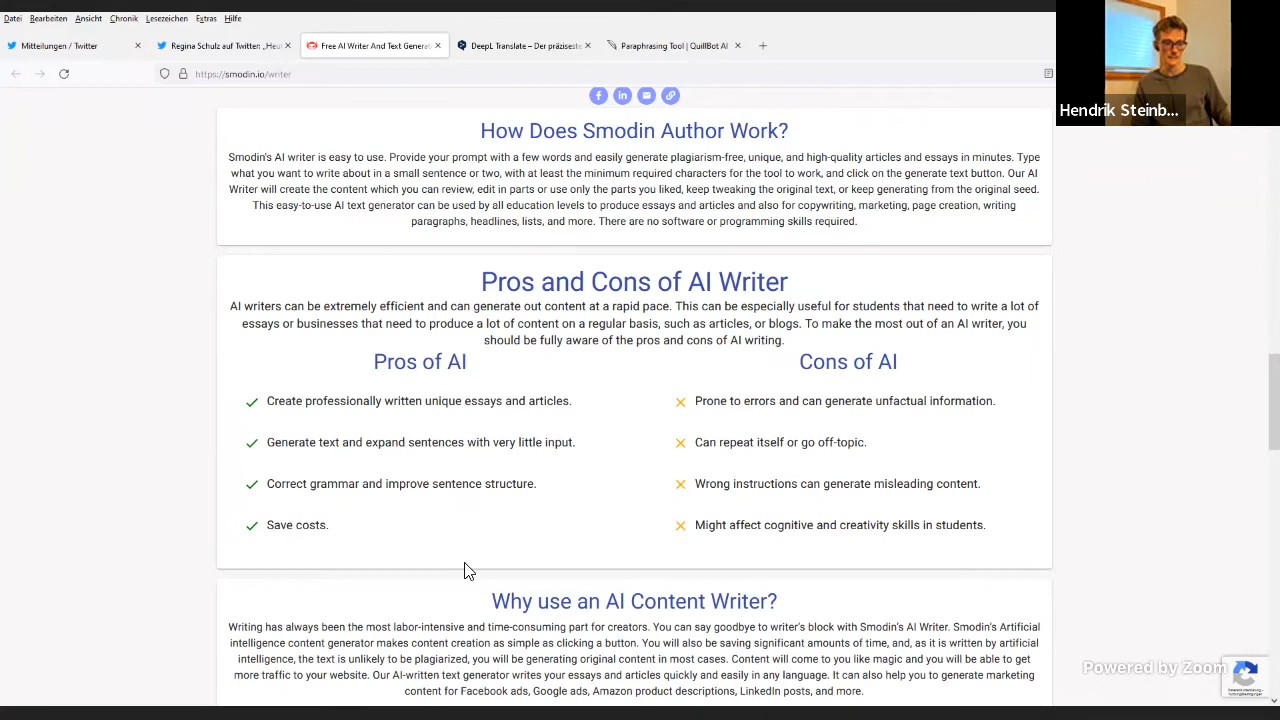 Datei Bearbeiten Ansicht Chronik Lesezeichen Extras Hilfe
Mitteilungen / Twitter
Regina Schulz auf Twitter: „Heu
Free AI Writer And Text Generat
DeepL Translate – Der präziseste
Paraphrasing Tool | QuillBot AI
https://smodin.io/writer
Hendrik Steinb...
How Does Smodin Author Work?
Smodin's AI writer is easy to use. Provide your prompt with a few words and easily generate plagiarism-free, unique, and high-quality articles and essays in minutes. Type
what you want to write about in a small sentence or two, with at least the minimum required characters for the tool to work, and click on the generate text button. Our AI
Writer will create the content which you can review, edit in parts or use only the parts you liked, keep tweaking the original text, or keep generating from the original seed.
This easy-to-use AI text generator can be used by all education levels to produce essays and articles and also for copywriting, marketing, page creation, writing
paragraphs, headlines, lists, and more. There are no software or programming skills required.
Pros and Cons of AI Writer
AI writers can be extremely efficient and can generate out content at a rapid pace. This can be especially useful for students that need to write a lot of
essays or businesses that need to produce a lot of content on a regular basis, such as articles, or blogs. To make the most out of an AI writer, you
should be fully aware of the pros and cons of AI writing.
Pros of AI
Create professionally written unique essays and articles.
Generate text and expand sentences with very little input.
Correct grammar and improve sentence structure.
Save costs.
Cons of AI
Prone to errors and can generate unfactual information.
Can repeat itself or go off-topic.
Wrong instructions can generate misleading content.
Might affect cognitive and creativity skills in students.
Why use an AI Content Writer?
Writing has always been the most labor-intensive and time-consuming part for creators. You can say goodbye to writer's block with Smodin's AI Writer. Smodin's Artificial
intelligence content generator makes content creation as simple as clicking a button. You will also be saving significant amounts of time, and, as it is written by artificial
intelligence, the text is unlikely to be plagiarized, you will be generating original content in most cases. Content will come to you like magic and you will be able to get
more traffic to your website. Our AI-written text generator writes your essays and articles quickly and easily in any language. It can also help you to generate marketing
content for Facebook ads, Google ads, Amazon product descriptions, LinkedIn posts, and more.
Powered by Zoom